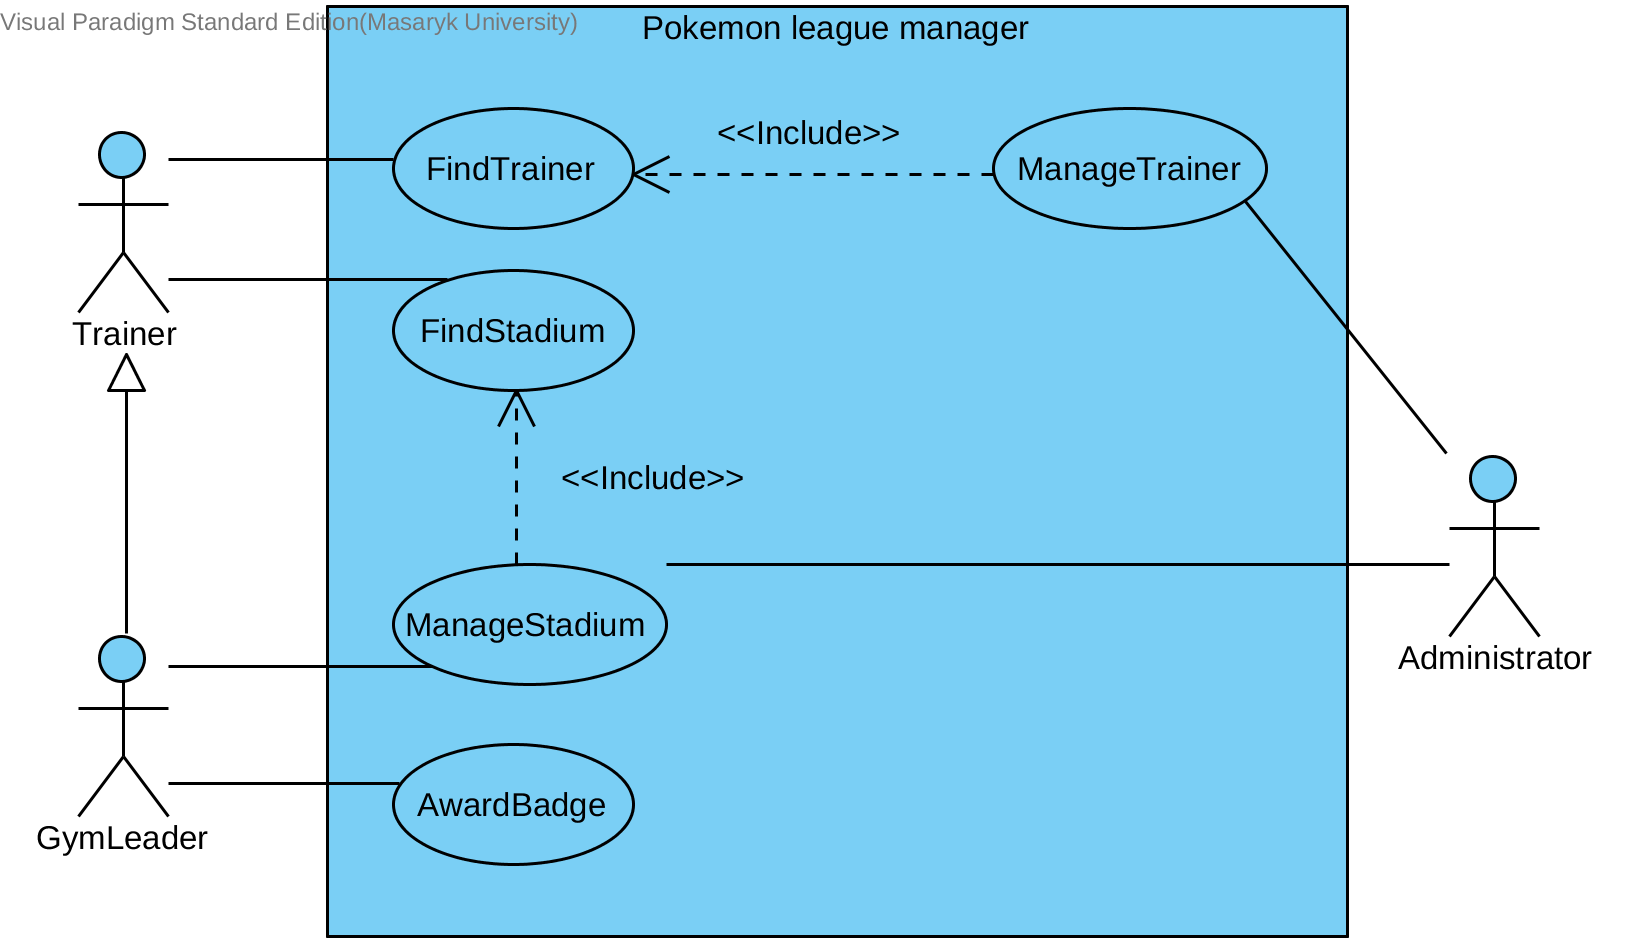 Visual Paradigm Standard Edition(Masaryk University)
Pokemon league manager
<<Include>>
FindTrainer
ManageTrainer
FindStadium
Trainer
<<Include>>
ManageStadium
Administrator
AwardBadge
GymLeader